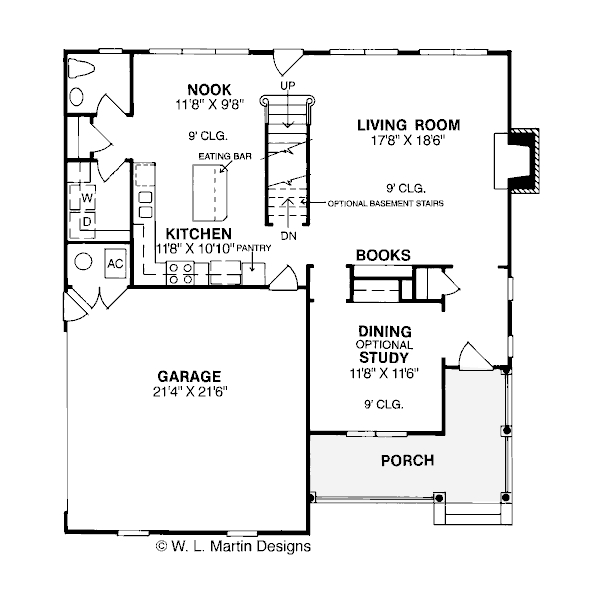 NOOK
11'8" X 9'8"
UP
LIVING ROOM
17'8" X 18'6"
9' CLG.
EATING BAR
9' CLG.
W
D
OPTIONAL BASEMENT STAIRS
KITCHEN
11'8" X 10'10"
PANTRY
DN
AC
BOOKS
DINING
OPTIONAL
STUDY
11'8" X 11'6"
9' CLG.
GARAGE
21'4" X 21'6"
PORCH
© W. L. Martin Designs